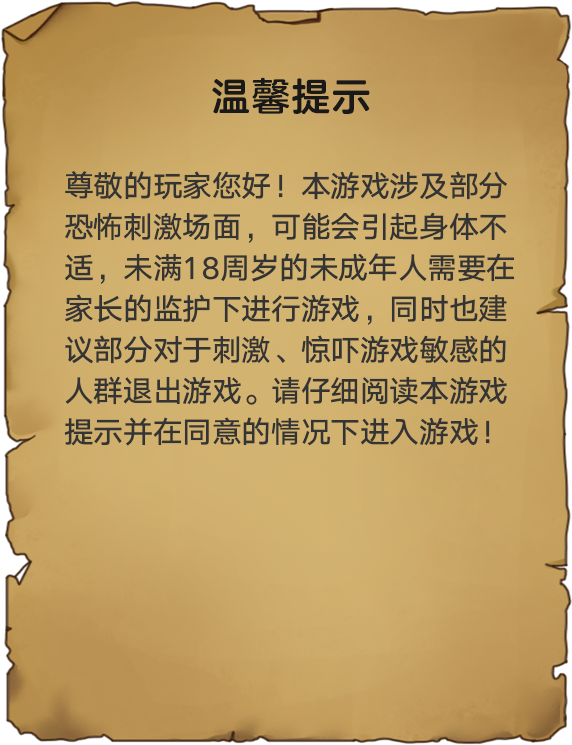 温馨提示
尊敬的玩家您好！本游戏涉及部分
恐怖刺激场面，可能会引起身体不
适，未满18周岁的未成年人需要在
家长的监护下进行游戏，同时也建
议部分对于刺激、惊吓游戏敏感的
人群退出游戏。请仔细阅读本游戏
提示并在同意的情况下进入游戏！